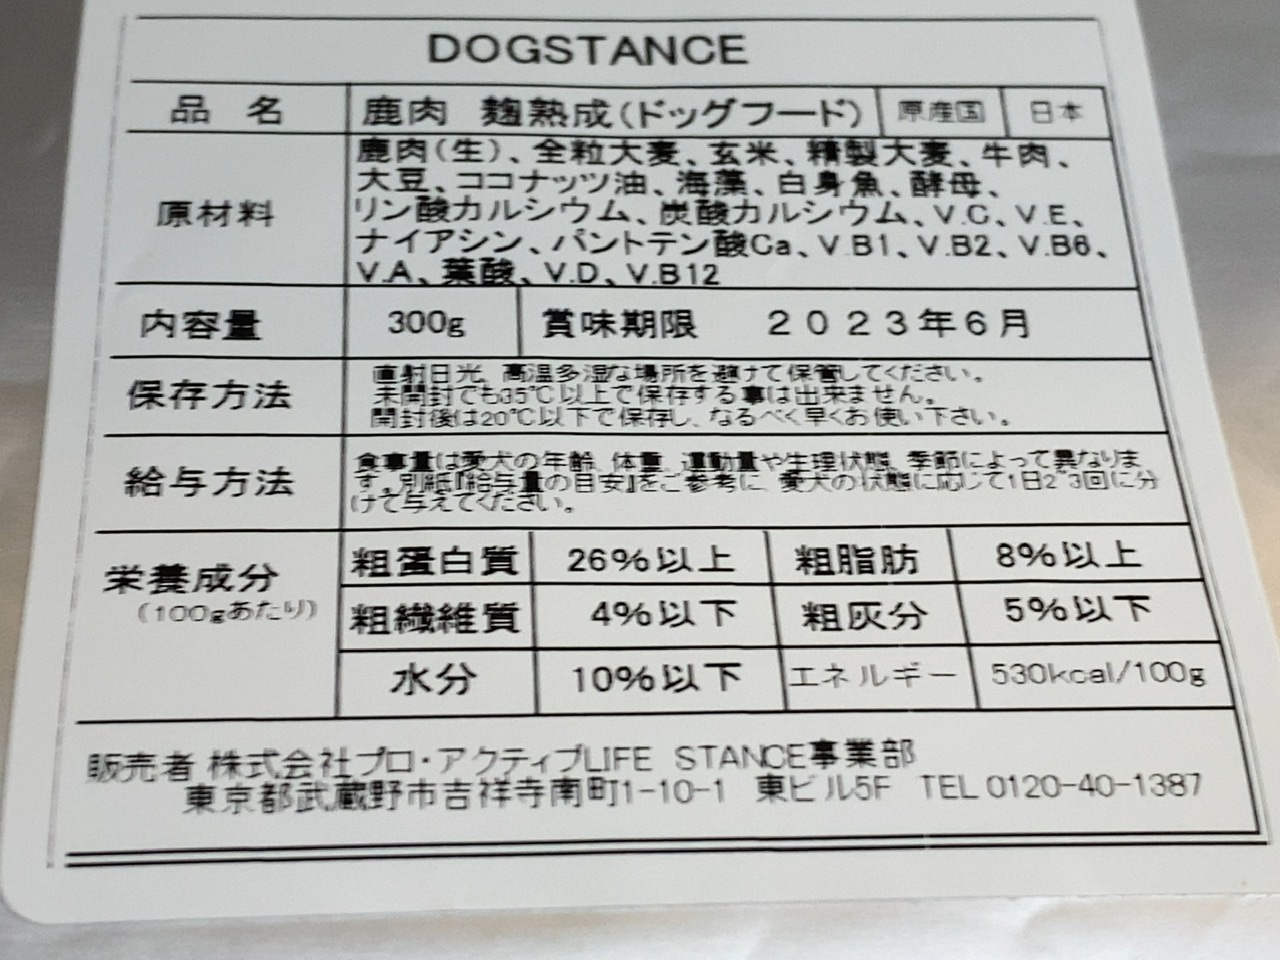 DOGSTANCE
品 名 鹿肉 麹熟成(ドッグフード) 原産国 日本
原材料
鹿肉(生)、全粒大麦、玄米、精製大麦、牛肉、
大豆、ココナッツ油、海藻、白身魚、酵母、
リン酸カルシウム、炭酸カルシウム、V.C、V.E、
ナイアシン、パントテン酸Ca、V.B1、V.B2、V.B6、
V.A、葉酸、V.D、V.B12
内容量 300g 賞味期限 2023年6月
保存方法
直射日光、高温多湿な場所を避けて保管してください。
未開封でも35℃以上で保存する事は出来ません。
開封後は20℃以下で保存し、なるべく早くお使い下さい。
給与方法
食事量は愛犬の年齢、体重、運動量や生理状態、季節によって異なりま
す。別紙『給与量の目安』をご参考に、愛犬の状態に応じて1日2~3回に分
けて与えてください。
栄養成分
(100gあたり)
粗蛋白質 26%以上 粗脂肪 8%以上
粗繊維質 4%以下 粗灰分 5%以下
水分 10%以下 エネルギー 530kcal/100g
販売者 株式会社プロ・アクティブLIFE STANCE事業部
東京都武蔵野市吉祥寺南町1-10-1 東ビル5F TEL 0120-40-1387